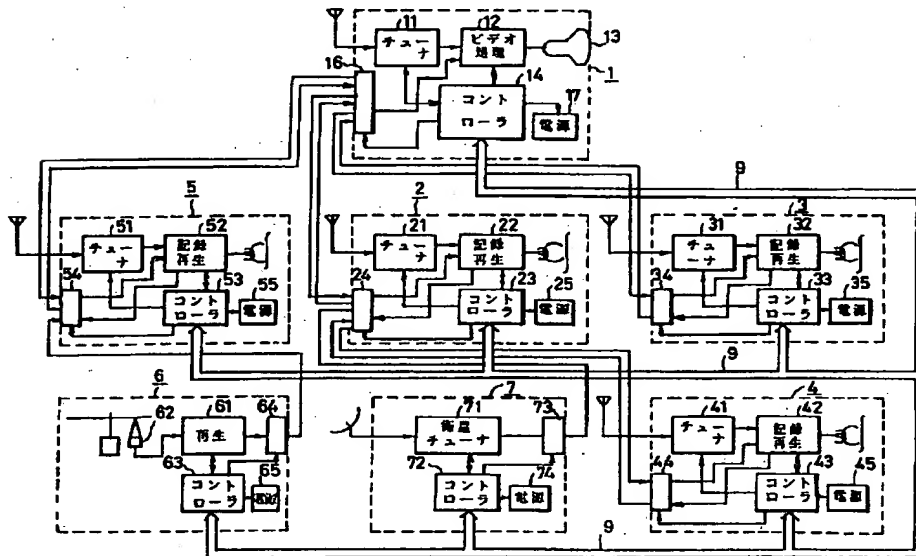 11
チューナ
12
ビデオ
処理
13
1
16
14
コント
ローラ
17
電源
9
5
51
チューナ
52
記録
再生
54
53
コント
ローラ
55
電源
2
21
チューナ
22
記録
再生
24
23
コント
ローラ
25
電源
3
31
チュ
ーナ
32
記録
再生
34
33
コント
ローラ
35
電源
9
6
62
61
再生
64
63
コント
ローラ
65
電源
7
71
衛星
チューナ
73
72
コント
ローラ
74
電源
4
41
チューナ
42
記録
再生
44
43
コント
ローラ
45
電源
9